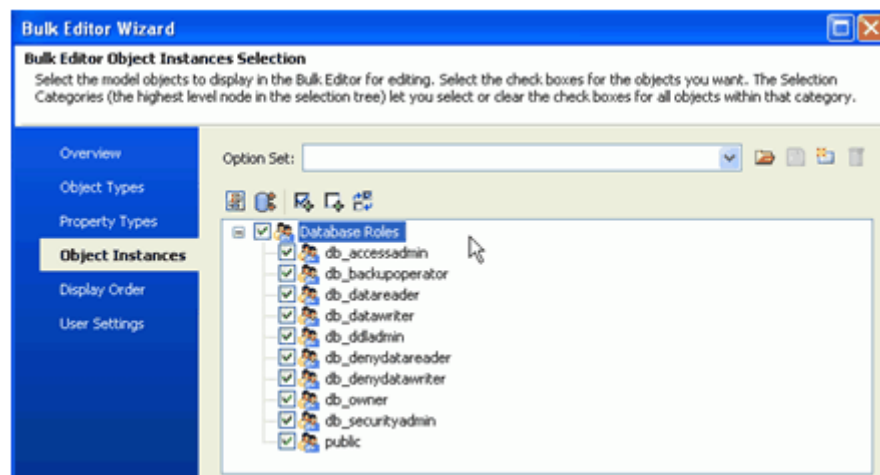 Bulk Editor Wizard
Bulk Editor Object Instances Selection
Select the model objects to display in the Bulk Editor for editing. Select the check boxes for the objects you want. The Selection
Categories (the highest level node in the selection tree) let you select or clear the check boxes for all objects within that category.
Overview
Object Types
Property Types
Object Instances
Display Order
User Settings
Option Set:
Database Roles
db_accessadmin
db_backupoperator
db_datareader
db_datawriter
db_ddladmin
db_denydatareader
db_denydatawriter
db_owner
db_securityadmin
public